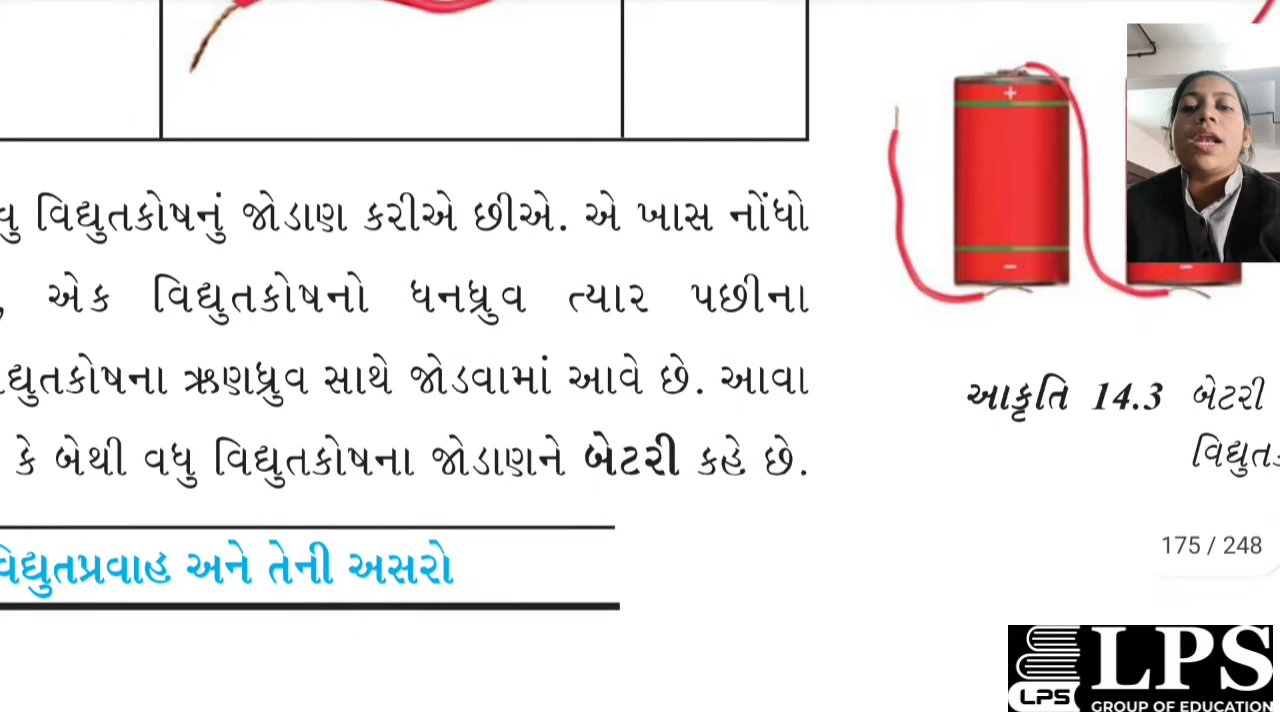 વિદ્યુતકોષનું જોડાણ કરીએ છીએ. એ ખાસ નોંધો
એક વિદ્યુતકોષનો ધનધ્રુવ ત્યાર પછીના
દ્યુતકોષના ઋણધ્રુવ સાથે જોડવામાં આવે છે. આવા
કે બેથી વધુ વિદ્યુતકોષના જોડાણને બેટરી કહે છે.
વિદ્યુતપ્રવાહ અને તેની અસરો
+
–
–
આકૃતિ 14.3 બેટરી
વિદ્યુત
175 / 248
LPS
LPS
GROUP OF EDUCATION